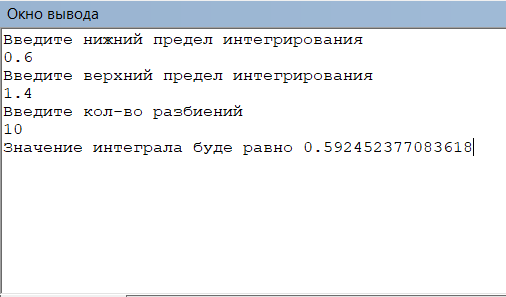 Окно вывода
Введите нижний предел интегрирования
0.6
Введите верхний предел интегрирования
1.4
Введите кол-во разбиений
10
Значение интеграла буде равно 0.592452377083618